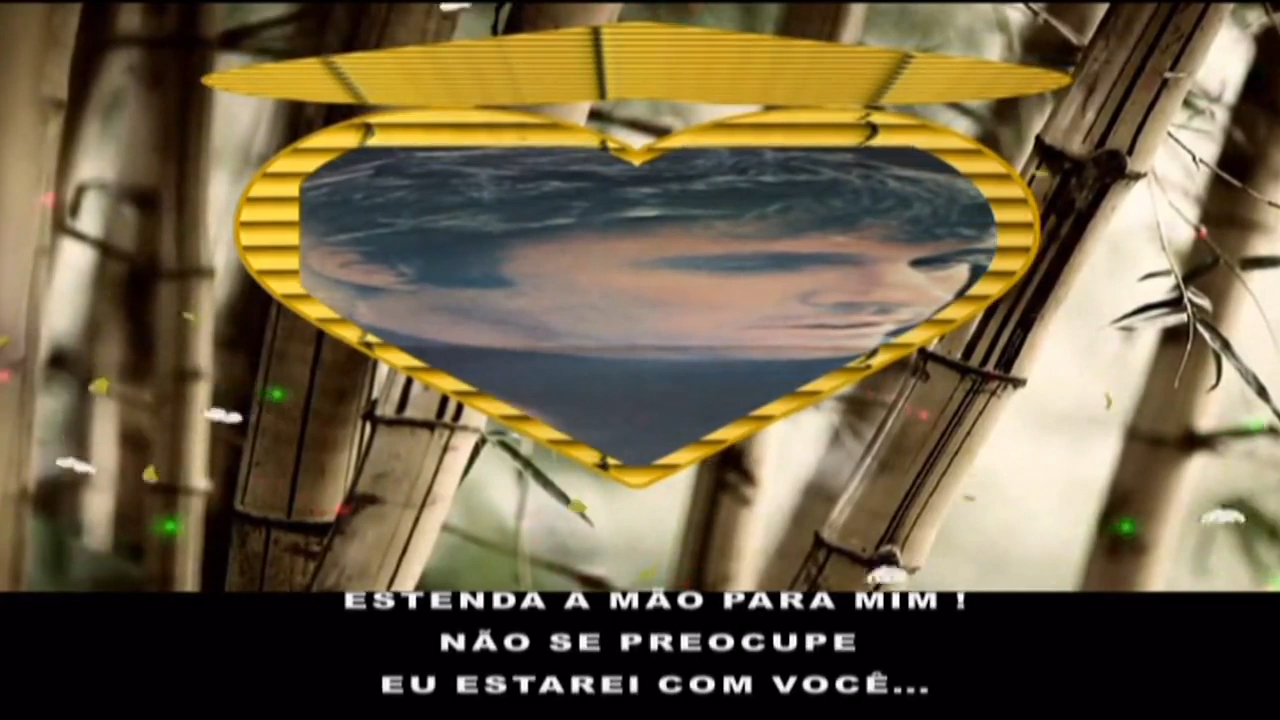 ESTENDA A MÃO PARA MIM !
NÃO SE PREOCUPE
EU ESTAREI COM VOCÊ...